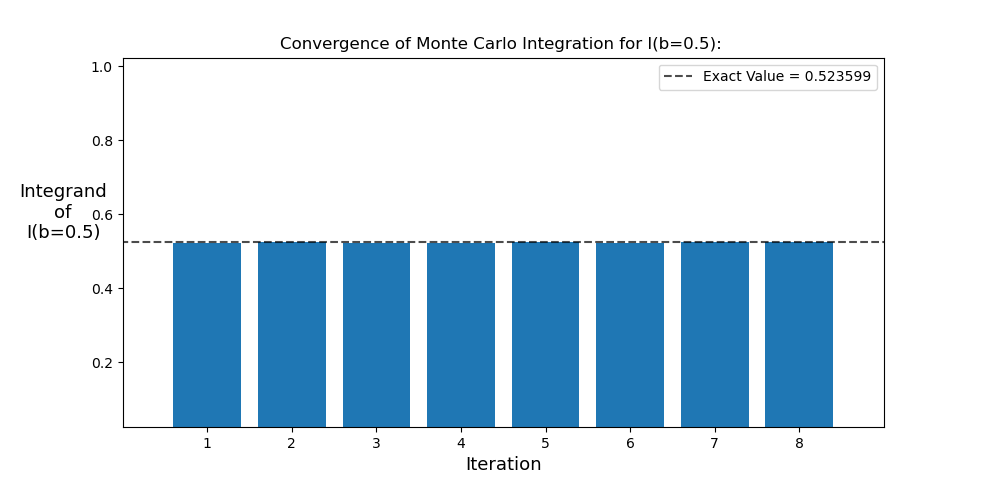 Convergence of Monte Carlo Integration for I(b=0.5):
Exact Value = 0.523599
1.0
0.8
0.6
0.4
0.2
Integrand
of
I(b=0.5)
1 2 3 4 5 6 7 8
Iteration